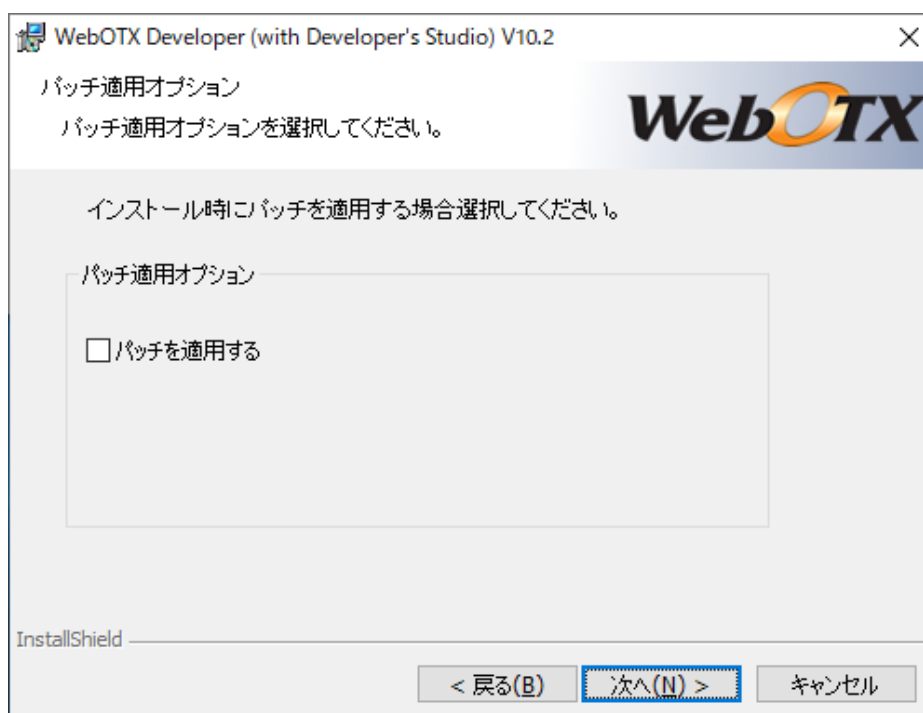 WebOTX Developer (with Developer's Studio) V10.2
パッチ適用オプション
パッチ適用オプションを選択してください。
WebOTX
インストール時にパッチを適用する場合選択してください。
パッチ適用オプション
パッチを適用する
InstallShield
< 戻る(B)
次へ(N) >
キャンセル